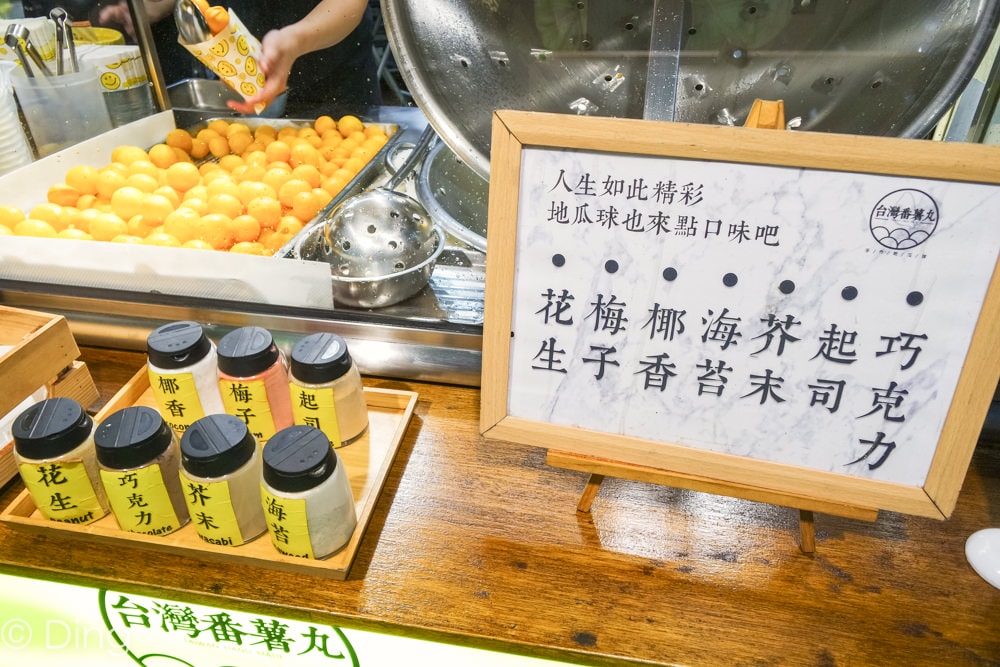 人生如此精彩
地瓜球也來點口味吧
台灣番薯丸
花生
梅子
椰香
海苔
芥末
起司
巧克力
椰香
梅子
起司
花生
巧克力
芥末
wacabi
海苔
台灣番薯丸
© Ding